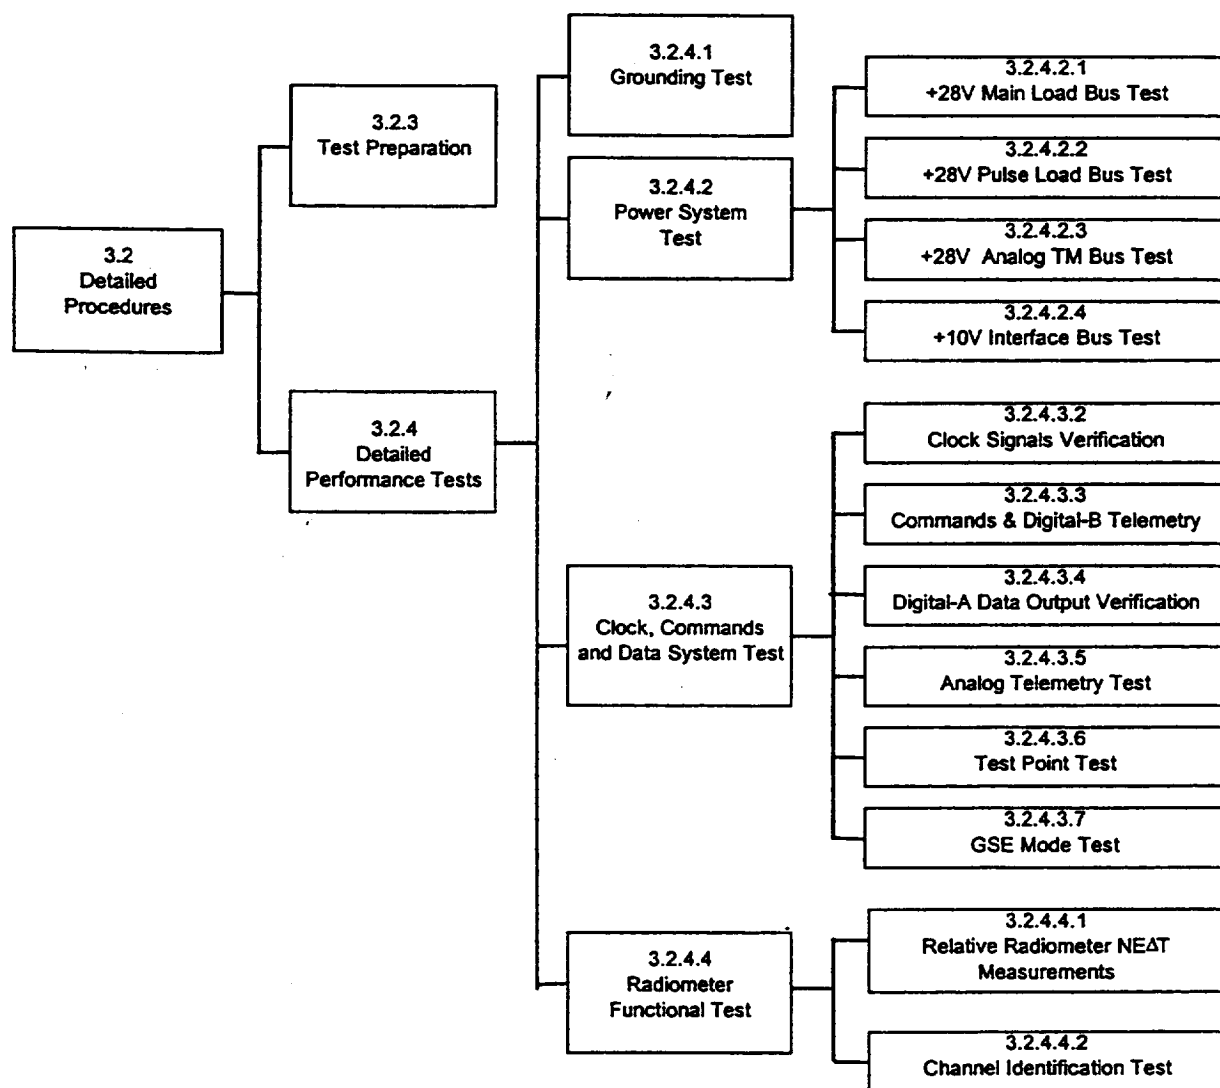 3.2
Detailed
Procedures
3.2.3
Test Preparation
3.2.4
Detailed
Performance Tests
3.2.4.1
Grounding Test
3.2.4.2
Power System
Test
3.2.4.2.1
+28V Main Load Bus Test
3.2.4.2.2
+28V Pulse Load Bus Test
3.2.4.2.3
+28V Analog TM Bus Test
3.2.4.2.4
+10V Interface Bus Test
3.2.4.3
Clock, Commands
and Data System Test
3.2.4.3.2
Clock Signals Verification
3.2.4.3.3
Commands & Digital-B Telemetry
3.2.4.3.4
Digital-A Data Output Verification
3.2.4.3.5
Analog Telemetry Test
3.2.4.3.6
Test Point Test
3.2.4.3.7
GSE Mode Test
3.2.4.4
Radiometer
Functional Test
3.2.4.4.1
Relative Radiometer NEΔT
Measurements
3.2.4.4.2
Channel Identification Test